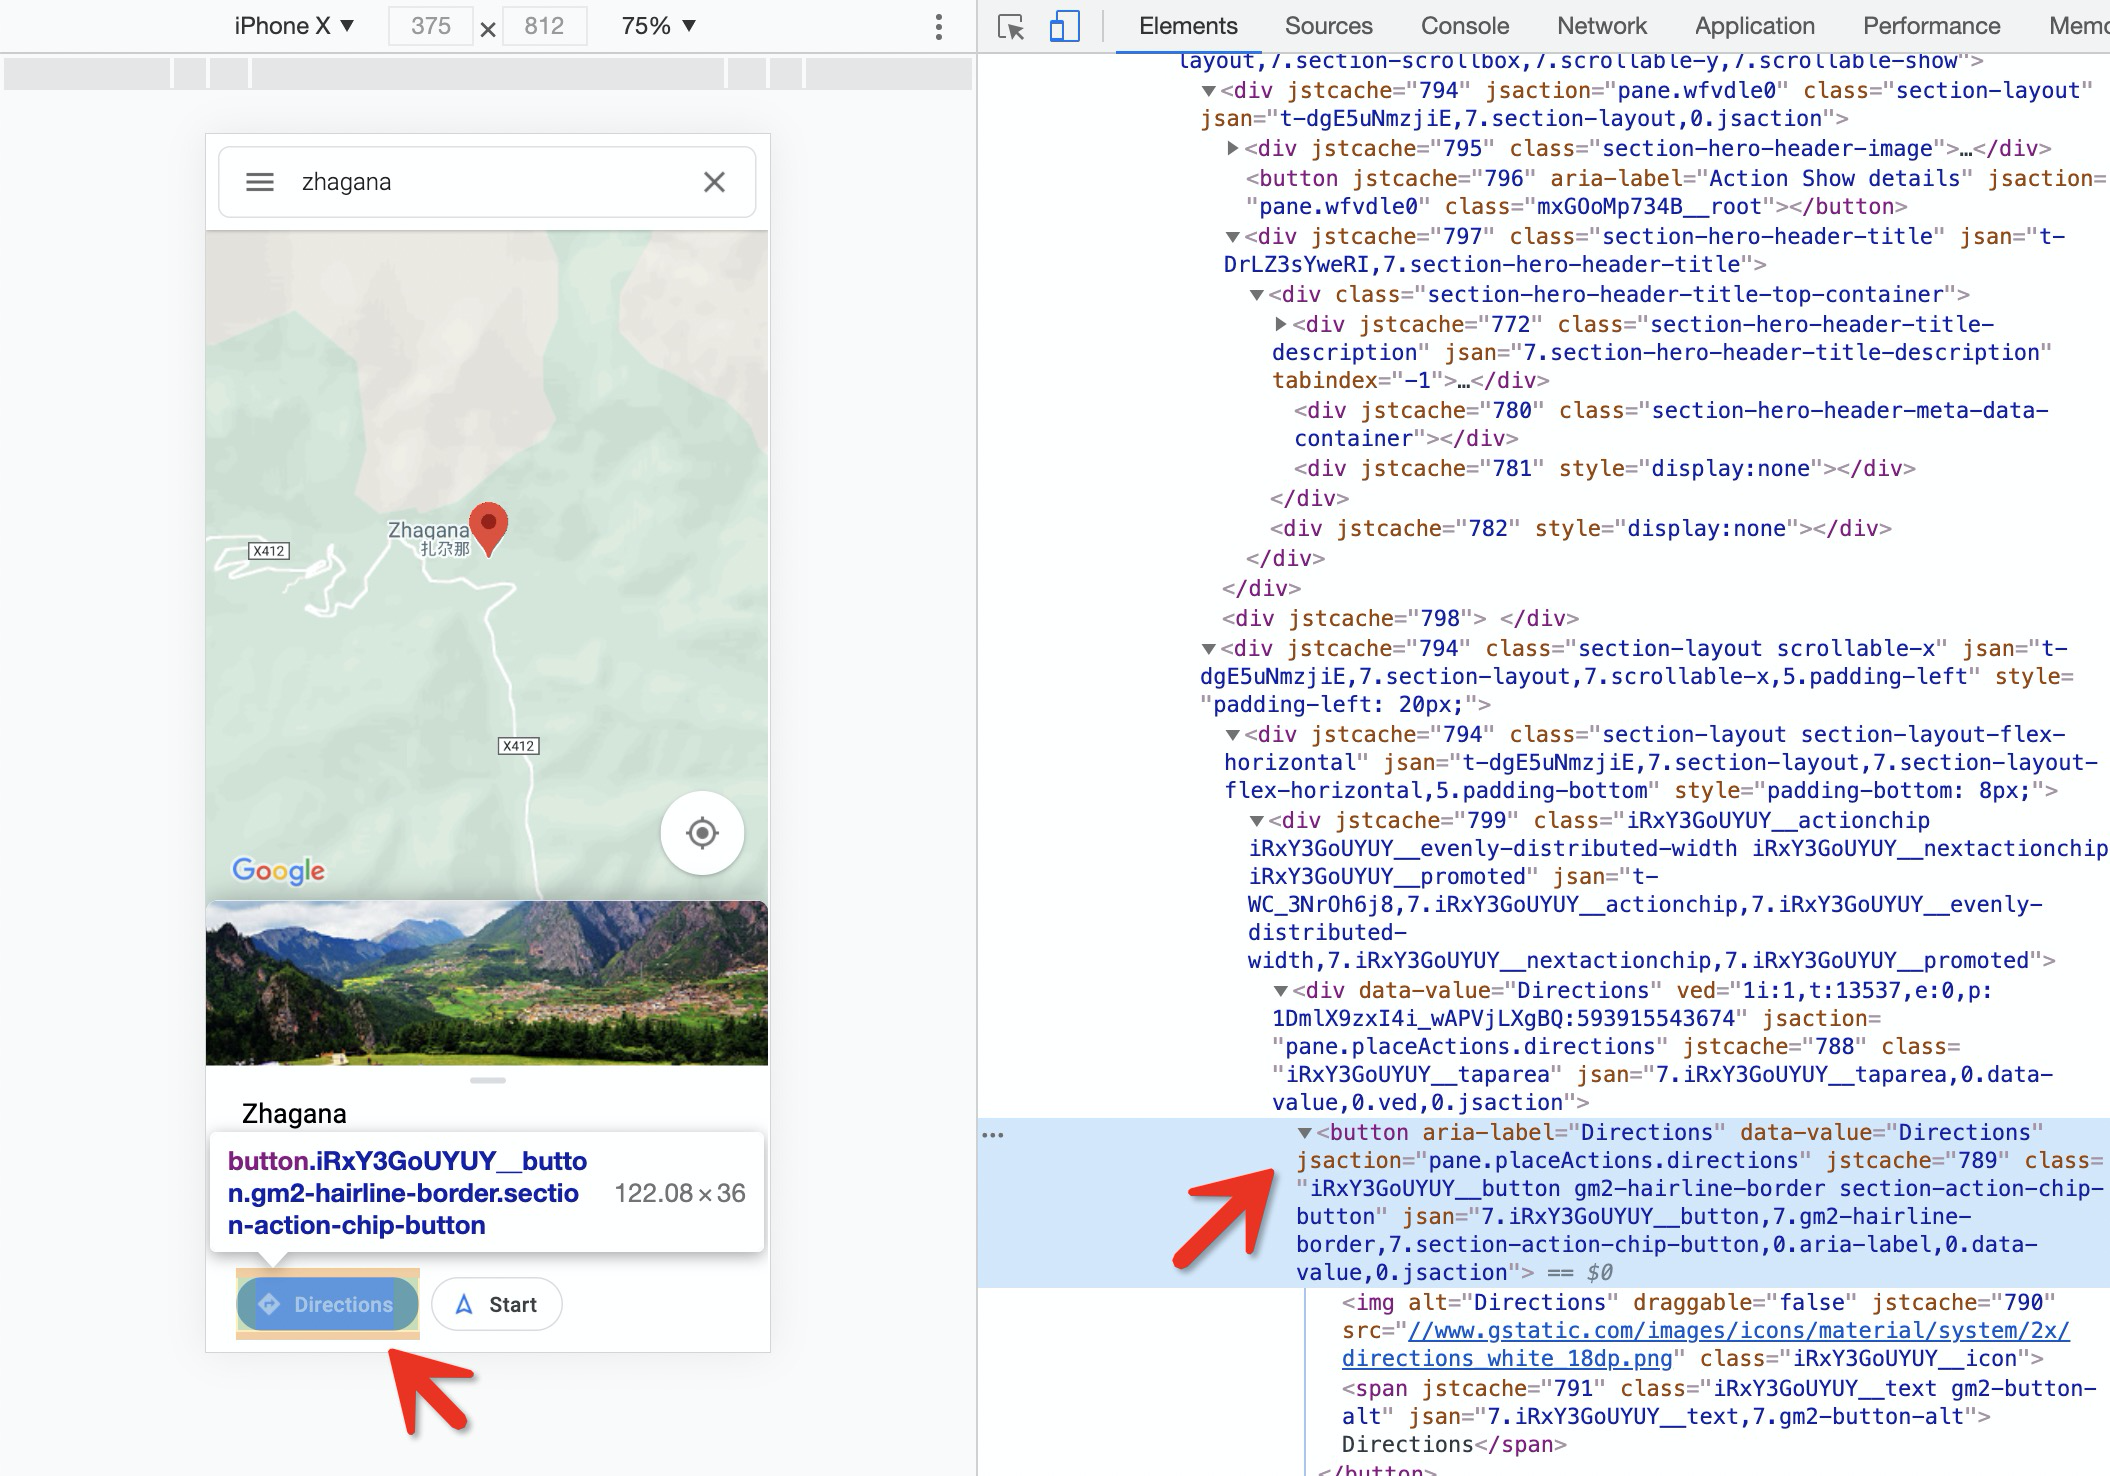 iPhone X ▼ 375 × 812 75% ▼
Elements Sources Console Network Application Performance Memo
zhagana
Zhagana
扎尕那
X412
X412
Google
Zhagana
button.iRxY3GoUYUY__butto
n.gm2-hairline-border.sectio
n-action-chip-button
122.08 × 36
Directions
Start
layout,7.section-scrollbox,7.scrollable-y,7.scrollable-show">
▼<div jstcache="794" jsaction="pane.wfvdle0" class="section-layout"
jsan="t-dgE5uNmzjiE,7.section-layout,0.jsaction">
▶<div jstcache="795" class="section-hero-header-image">…</div>
<button jstcache="796" aria-label="Action Show details" jsaction=
"pane.wfvdle0" class="mxGOoMp734B__root"></button>
▼<div jstcache="797" class="section-hero-header-title" jsan="t-
DrLZ3sYweRI,7.section-hero-header-title">
▼<div class="section-hero-header-title-top-container">
▶<div jstcache="772" class="section-hero-header-title-
description" jsan="7.section-hero-header-title-description"
tabindex="-1">…</div>
<div jstcache="780" class="section-hero-header-meta-data-
container"></div>
<div jstcache="781" style="display:none"></div>
</div>
<div jstcache="782" style="display:none"></div>
</div>
</div>
<div jstcache="798"> </div>
▼<div jstcache="794" class="section-layout scrollable-x" jsan="t-
dgE5uNmzjiE,7.section-layout,7.scrollable-x,5.padding-left" style=
"padding-left: 20px;">
▼<div jstcache="794" class="section-layout section-layout-flex-
horizontal" jsan="t-dgE5uNmzjiE,7.section-layout,7.section-layout-
flex-horizontal,5.padding-bottom" style="padding-bottom: 8px;">
▼<div jstcache="799" class="iRxY3GoUYUY__actionchip
iRxY3GoUYUY__evenly-distributed-width iRxY3GoUYUY__nextactionchip
iRxY3GoUYUY__promoted" jsan="t-
WC_3NrOh6j8,7.iRxY3GoUYUY__actionchip,7.iRxY3GoUYUY__evenly-
distributed-
width,7.iRxY3GoUYUY__nextactionchip,7.iRxY3GoUYUY__promoted">
▼<div data-value="Directions" ved="1i:1,t:13537,e:0,p:
1DmlX9zxI4i_wAPVjLXgBQ:593915543674" jsaction=
"pane.placeActions.directions" jstcache="788" class=
"iRxY3GoUYUY__taparea" jsan="7.iRxY3GoUYUY__taparea,0.data-
value,0.ved,0.jsaction">
▼<button aria-label="Directions" data-value="Directions"
jsaction="pane.placeActions.directions" jstcache="789" class=
"iRxY3GoUYUY__button gm2-hairline-border section-action-chip-
button" jsan="7.iRxY3GoUYUY__button,7.gm2-hairline-
border,7.section-action-chip-button,0.aria-label,0.data-
value,0.jsaction"> == $0
<img alt="Directions" draggable="false" jstcache="790"
src="//www.gstatic.com/images/icons/material/system/2x/
directions_white_18dp.png" class="iRxY3GoUYUY__icon">
<span jstcache="791" class="iRxY3GoUYUY__text gm2-button-
alt" jsan="7.iRxY3GoUYUY__text,7.gm2-button-alt">
Directions</span>
</button>